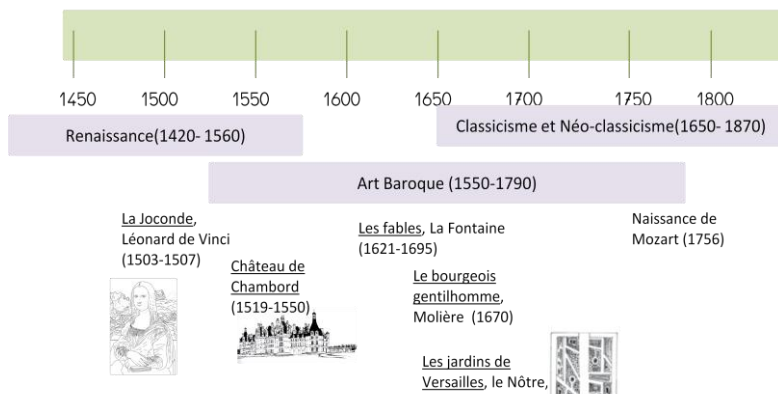 1450 1500 1550 1600 1650 1700 1750 1800
Renaissance(1420- 1560)
Classicisme et Néo-classicisme(1650- 1870)
Art Baroque (1550-1790)
La Joconde,
Léonard de Vinci
(1503-1507)
Château de
Chambord
(1519-1550)
Les fables, La Fontaine
(1621-1695)
Le bourgeois
gentilhomme,
Molière (1670)
Les jardins de
Versailles, le Nôtre,
Naissance de
Mozart (1756)